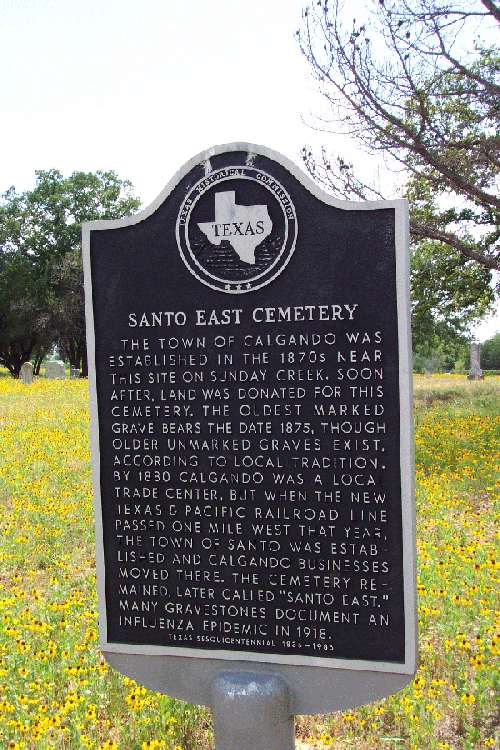 TEXAS HISTORICAL COMMISSION
TEXAS
SANTO EAST CEMETERY
THE TOWN OF CALGANDO WAS
ESTABLISHED IN THE 1870s NEAR
THIS SITE ON SUNDAY CREEK. SOON
AFTER, LAND WAS DONATED FOR THIS
CEMETERY. THE OLDEST MARKED
GRAVE BEARS THE DATE 1875, THOUGH
OLDER UNMARKED GRAVES EXIST,
ACCORDING TO LOCAL TRADITION.
BY 1880 CALGANDO WAS A LOCAL
TRADE CENTER, BUT WHEN THE NEW
TEXAS & PACIFIC RAILROAD LINE
PASSED ONE MILE WEST THAT YEAR,
THE TOWN OF SANTO WAS ESTAB-
LISHED AND CALGANDO BUSINESSES
MOVED THERE. THE CEMETERY RE-
MAINED, LATER CALLED "SANTO EAST."
MANY GRAVESTONES DOCUMENT AN
INFLUENZA EPIDEMIC IN 1918.
TEXAS SESQUICENTENNIAL 1836-1985